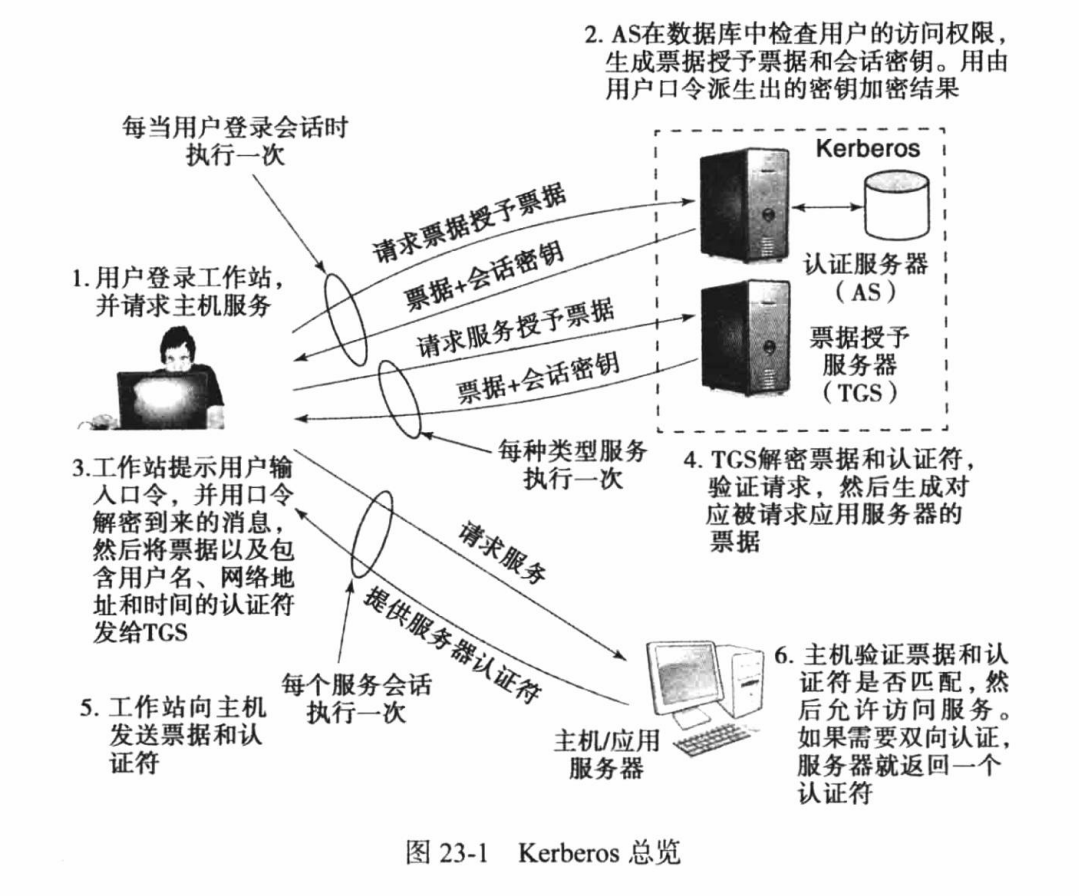 2. AS在数据库中检查用户的访问权限，
生成票据授予票据和会话密钥。用由
用户口令派生出的密钥加密结果
每当用户登录会话时
执行一次
Kerberos
请求票据授予票据
票据+会话密钥
认证服务器
（AS）
1.用户登录工作站，
并请求主机服务
请求服务授予票据
票据+会话密钥
票据授予
服务器
（TGS）
每种类型服务
执行一次
3.工作站提示用户输
入口令，并用口令
解密到来的消息，
然后将票据以及包
含用户名、网络地
址和时间的认证符
发给TGS
4. TGS解密票据和认证符，
验证请求，然后生成对
应被请求应用服务器的
票据
请求服务
提供服务器认证符
每个服务会话
执行一次
5. 工作站向主机
发送票据和认
证符
主机/应用
服务器
6. 主机验证票据和认
证符是否匹配，然
后允许访问服务。
如果需要双向认证，
服务器就返回一个
认证符
图 23-1 Kerberos 总览